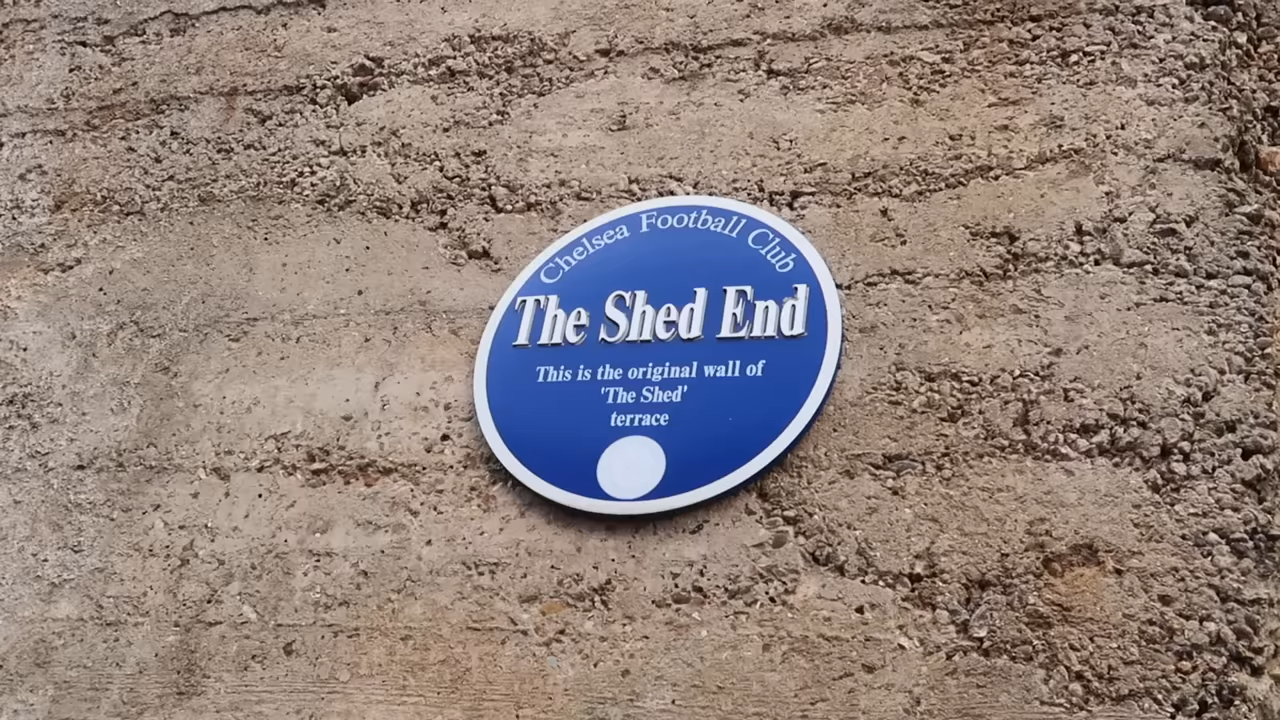 Chelsea Football Club
The Shed End
This is the original wall of
'The Shed'
terrace